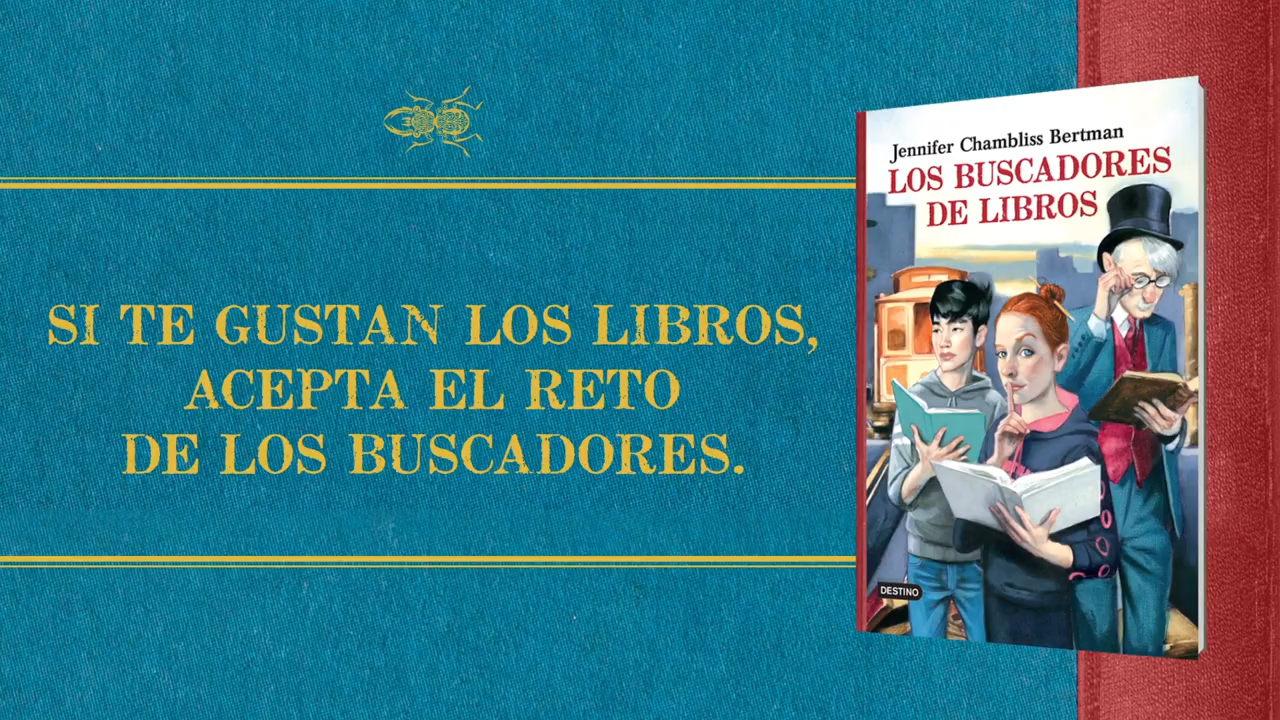 SI TE GUSTAN LOS LIBROS,
ACEPTA EL RETO
DE LOS BUSCADORES.
Jennifer Chambliss Bertman
LOS BUSCADORES
DE LIBROS
DESTINO